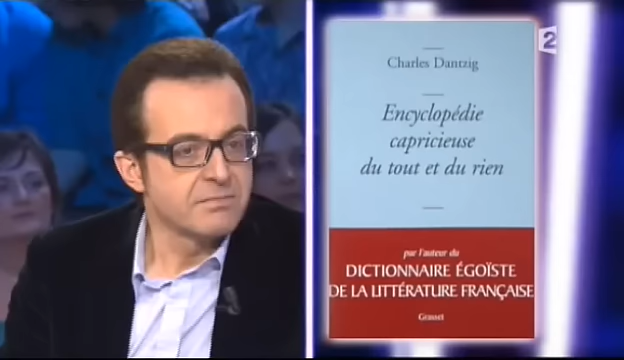 2
Charles Dantzig
Encyclopédie
capricieuse
du tout et du rien
par l'auteur du
DICTIONNAIRE ÉGOÏSTE
DE LA LITTÉRATURE FRANÇAISE
Grasset